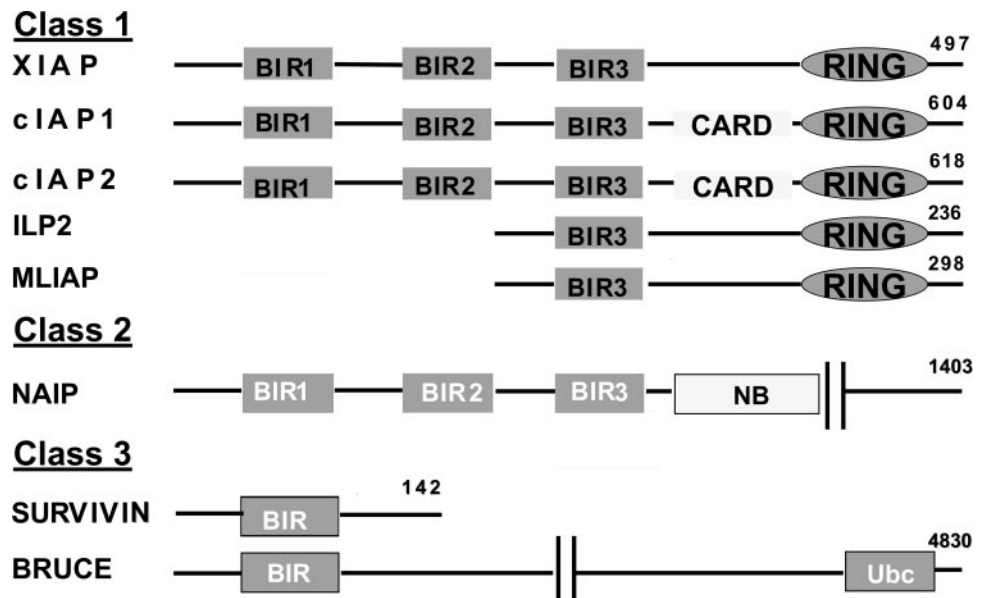 Class 1
XIAP BIR1 BIR2 BIR3 RING 497
cIAP1 BIR1 BIR2 BIR3 CARD RING 604
cIAP2 BIR1 BIR2 BIR3 CARD RING 618
ILP2 BIR3 RING 236
MLIAP BIR3 RING 298
Class 2
NAIP BIR1 BIR2 BIR3 NB 1403
Class 3
SURVIVIN BIR 142
BRUCE BIR Ubc 4830